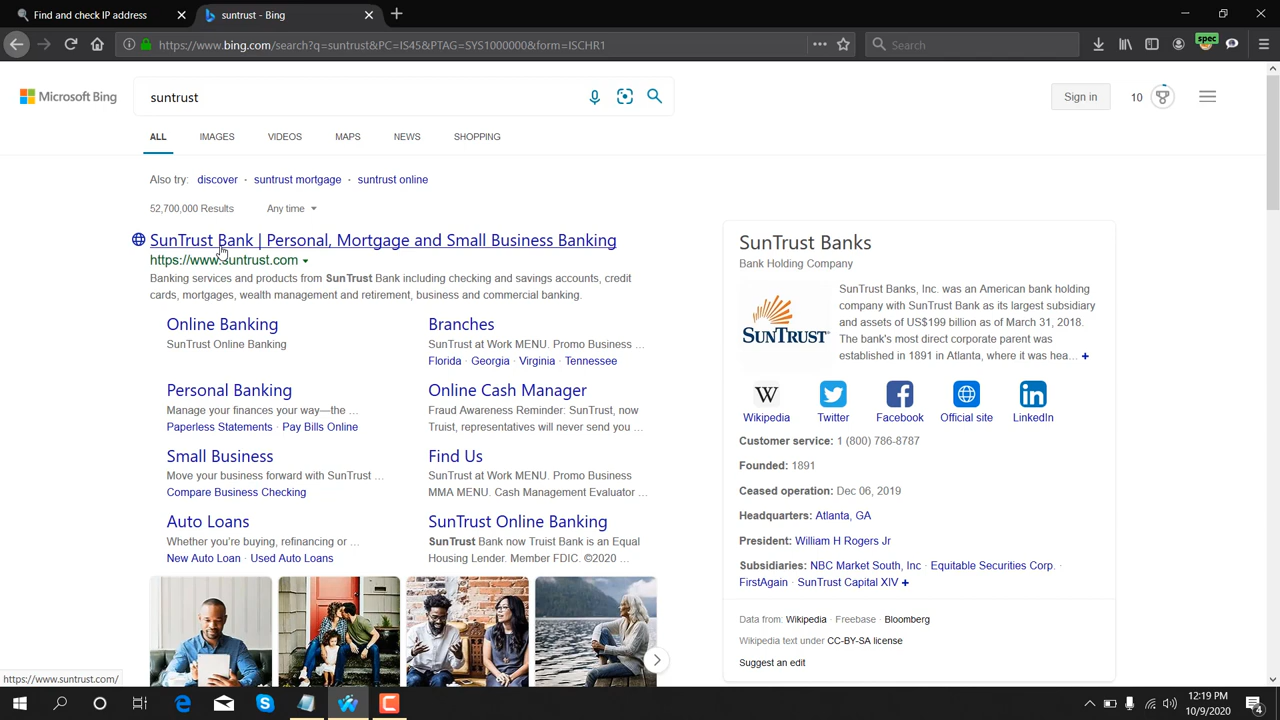 Find and check IP address
suntrust - Bing
https://www.bing.com/search?q=suntrust&PC=IS45&PTAG=SYS1000000&form=ISCHR1
Search
spec
Microsoft Bing
suntrust
Sign in
10
ALL
IMAGES
VIDEOS
MAPS
NEWS
SHOPPING
Also try: discover · suntrust mortgage · suntrust online
52,700,000 Results
Any time
SunTrust Bank | Personal, Mortgage and Small Business Banking
https://www.suntrust.com
Banking services and products from SunTrust Bank including checking and savings accounts, credit
cards, mortgages, wealth management and retirement, business and commercial banking.
Online Banking
SunTrust Online Banking
Branches
SunTrust at Work MENU. Promo Business ...
Florida · Georgia · Virginia · Tennessee
Personal Banking
Manage your finances your way—the ...
Paperless Statements · Pay Bills Online
Online Cash Manager
Fraud Awareness Reminder: SunTrust, now
Truist, representatives will never send you ...
Small Business
Move your business forward with SunTrust ...
Compare Business Checking
Find Us
SunTrust at Work MENU. Promo Business
MMA MENU. Cash Management Evaluator ...
Auto Loans
Whether you're buying, refinancing or ...
New Auto Loan · Used Auto Loans
SunTrust Online Banking
SunTrust Bank now Truist Bank is an Equal
Housing Lender. Member FDIC. ©2020 ...
SunTrust Banks
Bank Holding Company
SUNTRUST
SunTrust Banks, Inc. was an American bank holding
company with SunTrust Bank as its largest subsidiary
and assets of US$199 billion as of March 31, 2018.
The bank's most direct corporate parent was
established in 1891 in Atlanta, where it was hea... +
W
Wikipedia
Twitter
Facebook
Official site
LinkedIn
Customer service: 1 (800) 786-8787
Founded: 1891
Ceased operation: Dec 06, 2019
Headquarters: Atlanta, GA
President: William H Rogers Jr
Subsidiaries: NBC Market South, Inc · Equitable Securities Corp. ·
FirstAgain · SunTrust Capital XIV +
Data from: Wikipedia · Freebase · Bloomberg
Wikipedia text under CC-BY-SA license
Suggest an edit
https://www.suntrust.com/
12:19 PM
10/9/2020
4